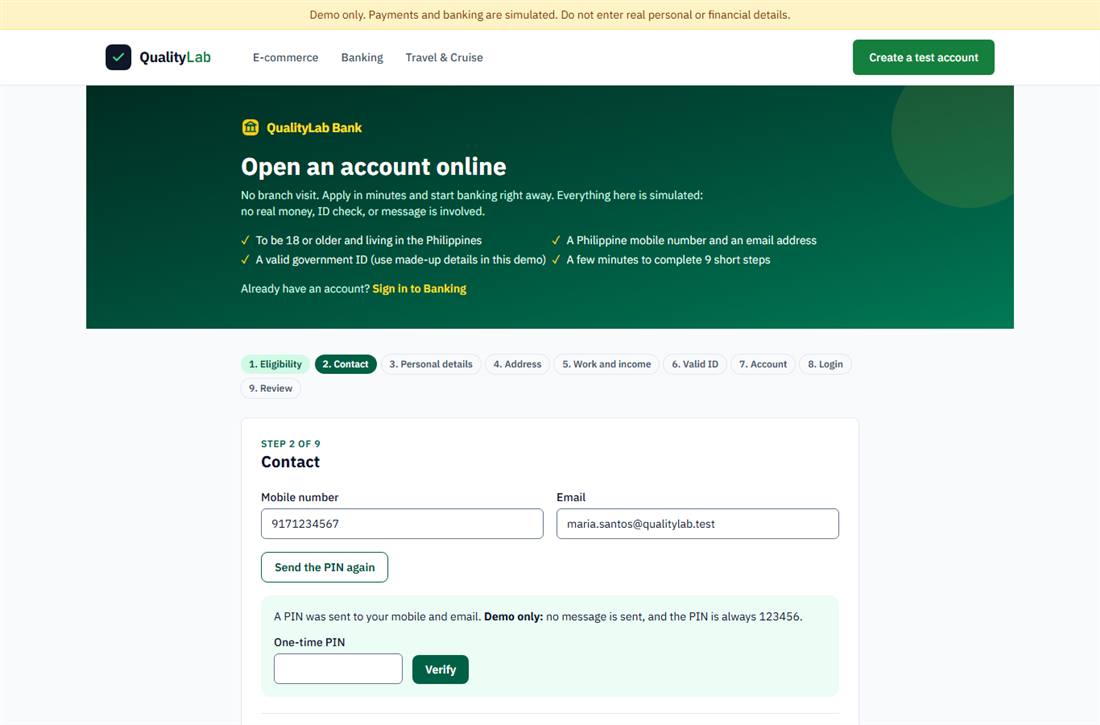 Demo only. Payments and banking are simulated. Do not enter real personal or financial details.
QualityLab
E-commerce
Banking
Travel & Cruise
Create a test account
QualityLab Bank
Open an account online
No branch visit. Apply in minutes and start banking right away. Everything here is simulated:
no real money, ID check, or message is involved.
✓ To be 18 or older and living in the Philippines
✓ A Philippine mobile number and an email address
✓ A valid government ID (use made-up details in this demo)
✓ A few minutes to complete 9 short steps
Already have an account? Sign in to Banking
1. Eligibility
2. Contact
3. Personal details
4. Address
5. Work and income
6. Valid ID
7. Account
8. Login
9. Review
STEP 2 OF 9
Contact
Mobile number
Email
9171234567
maria.santos@qualitylab.test
Send the PIN again
A PIN was sent to your mobile and email. Demo only: no message is sent, and the PIN is always 123456.
One-time PIN
Verify